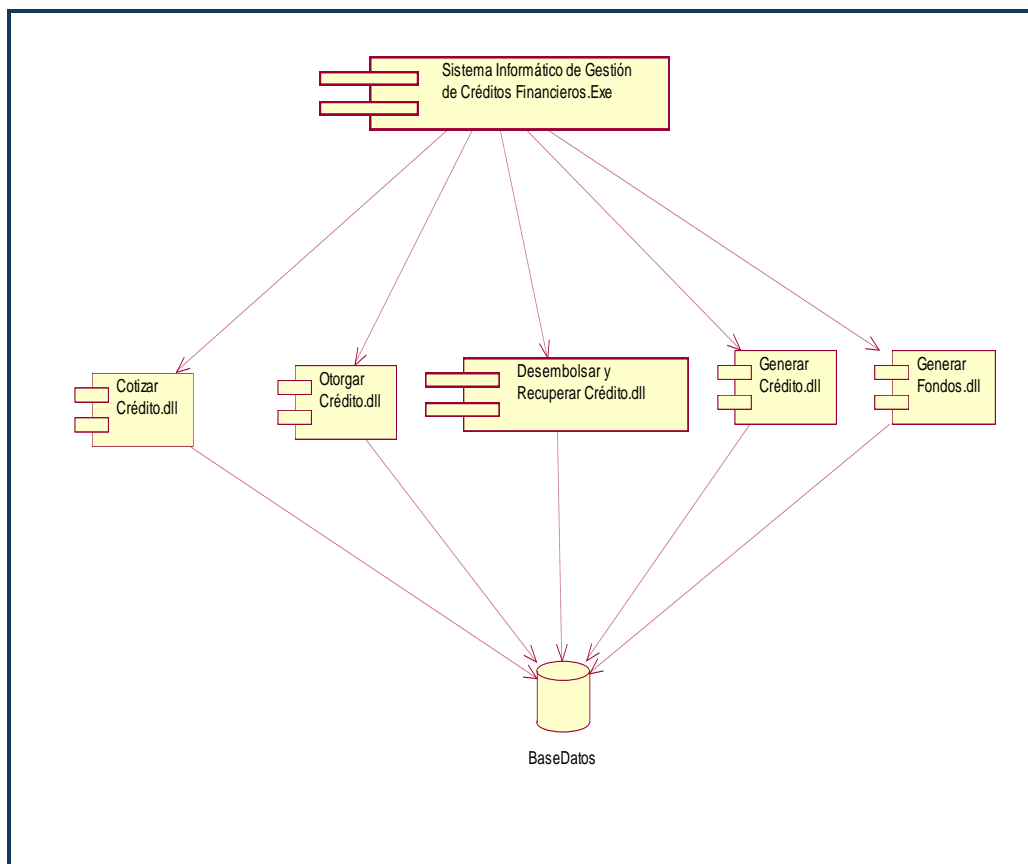 Sistema Informático de Gestión
de Créditos Financieros.Exe
Cotizar
Crédito.dll
Otorgar
Crédito.dll
Desembolsar y
Recuperar Crédito.dll
Generar
Crédito.dll
Generar
Fondos.dll
BaseDatos